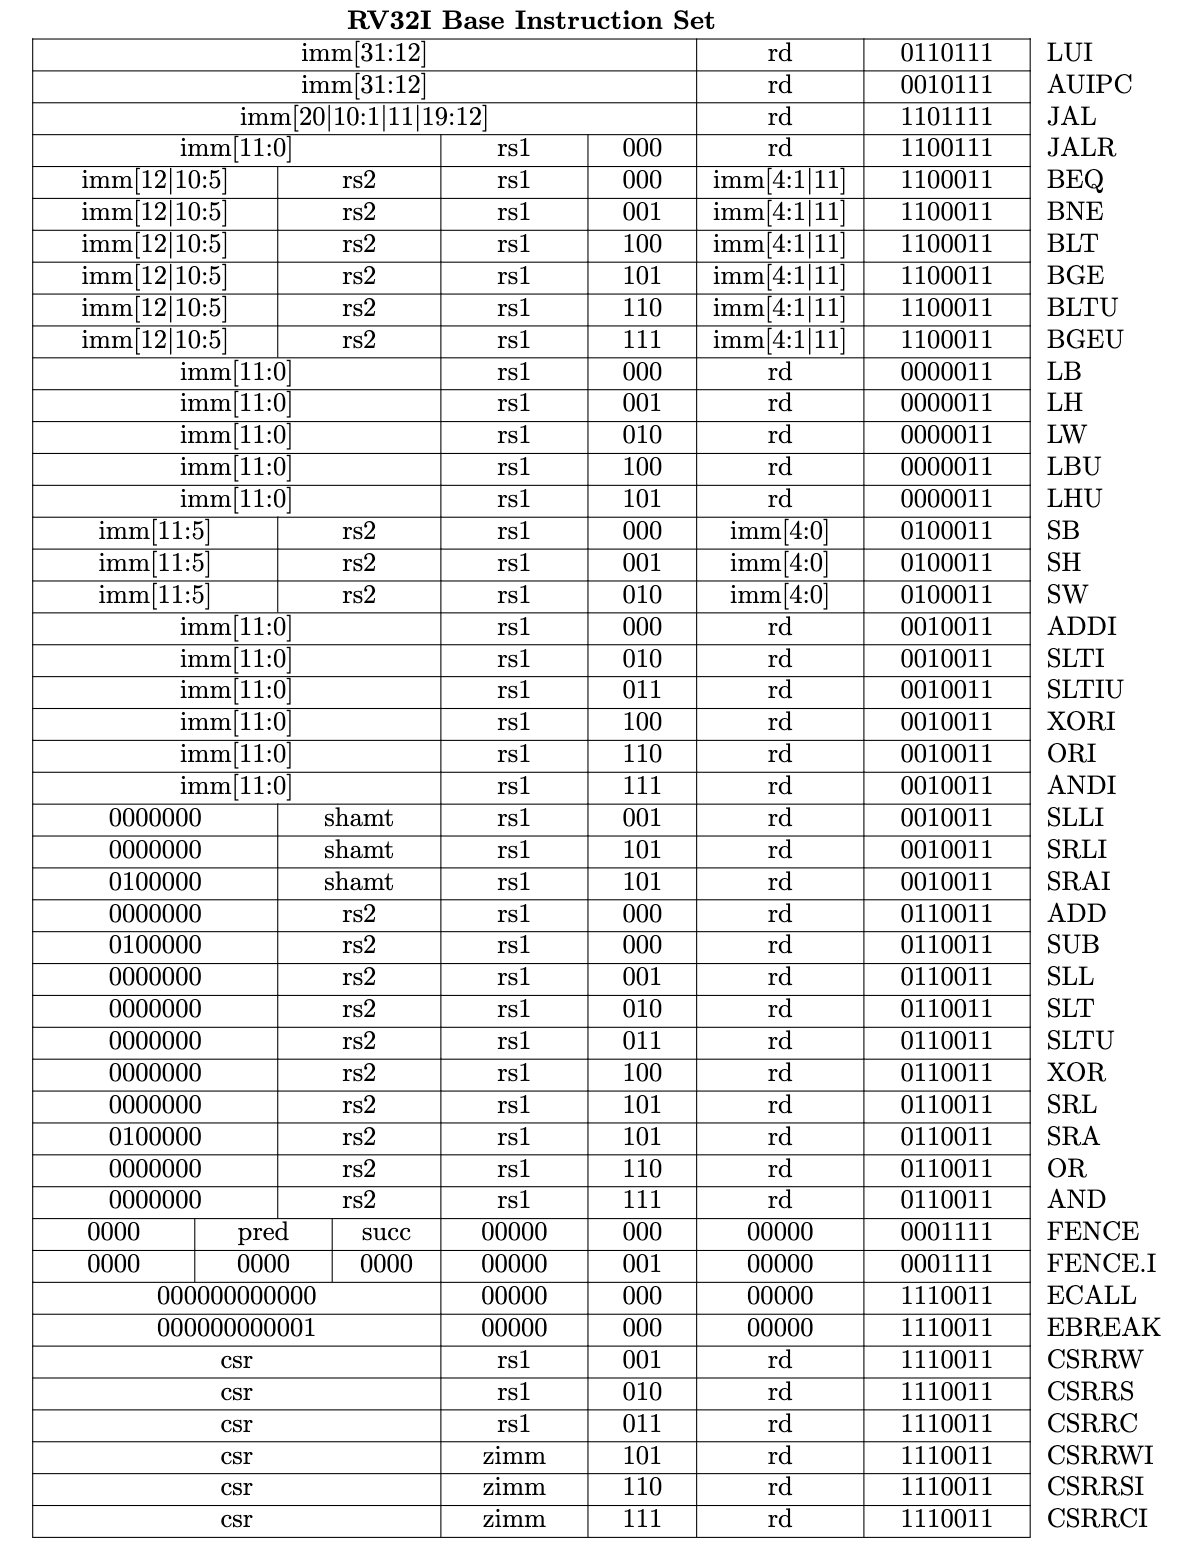 RV32I Base Instruction Set
imm[31:12] rd 0110111 LUI
imm[31:12] rd 0010111 AUIPC
imm[20|10:1|11|19:12] rd 1101111 JAL
imm[11:0] rs1 000 rd 1100111 JALR
imm[12|10:5] rs2 rs1 000 imm[4:1|11] 1100011 BEQ
imm[12|10:5] rs2 rs1 001 imm[4:1|11] 1100011 BNE
imm[12|10:5] rs2 rs1 100 imm[4:1|11] 1100011 BLT
imm[12|10:5] rs2 rs1 101 imm[4:1|11] 1100011 BGE
imm[12|10:5] rs2 rs1 110 imm[4:1|11] 1100011 BLTU
imm[12|10:5] rs2 rs1 111 imm[4:1|11] 1100011 BGEU
imm[11:0] rs1 000 rd 0000011 LB
imm[11:0] rs1 001 rd 0000011 LH
imm[11:0] rs1 010 rd 0000011 LW
imm[11:0] rs1 100 rd 0000011 LBU
imm[11:0] rs1 101 rd 0000011 LHU
imm[11:5] rs2 rs1 000 imm[4:0] 0100011 SB
imm[11:5] rs2 rs1 001 imm[4:0] 0100011 SH
imm[11:5] rs2 rs1 010 imm[4:0] 0100011 SW
imm[11:0] rs1 000 rd 0010011 ADDI
imm[11:0] rs1 010 rd 0010011 SLTI
imm[11:0] rs1 011 rd 0010011 SLTIU
imm[11:0] rs1 100 rd 0010011 XORI
imm[11:0] rs1 110 rd 0010011 ORI
imm[11:0] rs1 111 rd 0010011 ANDI
0000000 shamt rs1 001 rd 0010011 SLLI
0000000 shamt rs1 101 rd 0010011 SRLI
0100000 shamt rs1 101 rd 0010011 SRAI
0000000 rs2 rs1 000 rd 0110011 ADD
0100000 rs2 rs1 000 rd 0110011 SUB
0000000 rs2 rs1 001 rd 0110011 SLL
0000000 rs2 rs1 010 rd 0110011 SLT
0000000 rs2 rs1 011 rd 0110011 SLTU
0000000 rs2 rs1 100 rd 0110011 XOR
0000000 rs2 rs1 101 rd 0110011 SRL
0100000 rs2 rs1 101 rd 0110011 SRA
0000000 rs2 rs1 110 rd 0110011 OR
0000000 rs2 rs1 111 rd 0110011 AND
0000 pred succ 00000 000 00000 0001111 FENCE
0000 0000 0000 00000 001 00000 0001111 FENCE.I
000000000000 00000 000 00000 1110011 ECALL
000000000001 00000 000 00000 1110011 EBREAK
csr rs1 001 rd 1110011 CSRRW
csr rs1 010 rd 1110011 CSRRS
csr rs1 011 rd 1110011 CSRRC
csr zimm 101 rd 1110011 CSRRWI
csr zimm 110 rd 1110011 CSRRSI
csr zimm 111 rd 1110011 CSRRCI